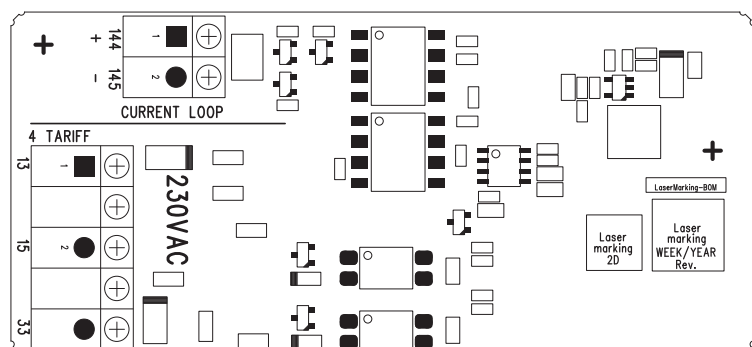 + 144 1
- 145 2
CURRENT LOOP
4 TARIFF
13 1
230VAC
15 2
33
LaserMarking-BOM
Laser
marking
2D
Laser
marking
WEEK/YEAR
Rev.